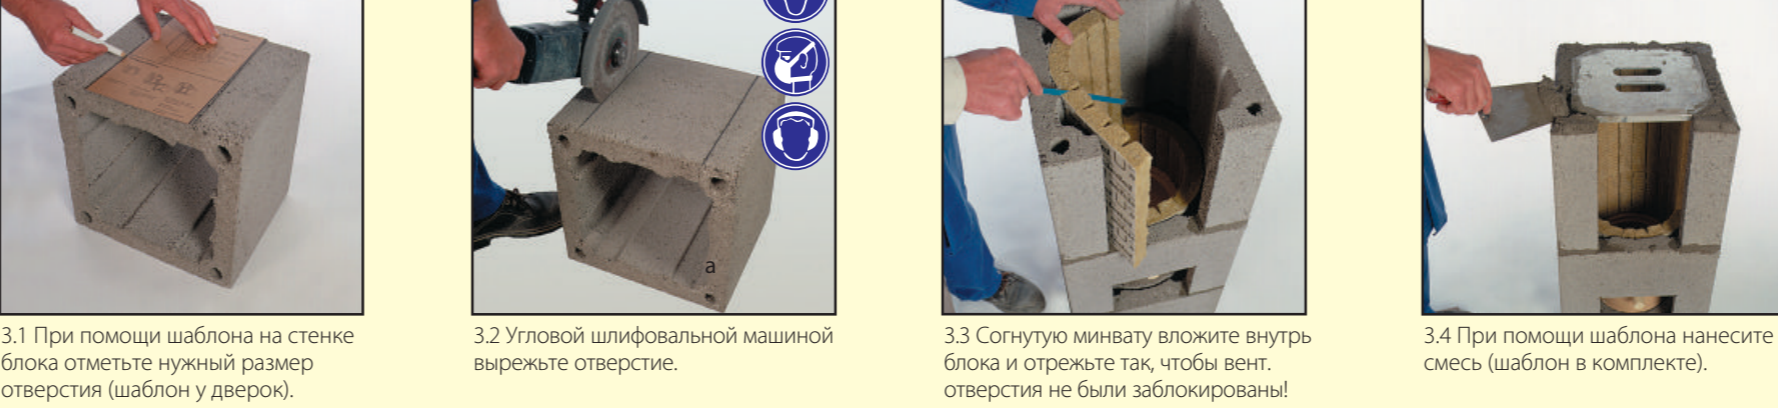 a
3.1 При помощи шаблона на стенке
блока отметьте нужный размер
отверстия (шаблон у дверок).
3.2 Угловой шлифовальной машиной
вырежьте отверстие.
3.3 Согнутую минвату вложите внутрь
блока и отрежьте так, чтобы вент.
отверстия не были заблокированы!
3.4 При помощи шаблона нанесите
смесь (шаблон в комплекте).